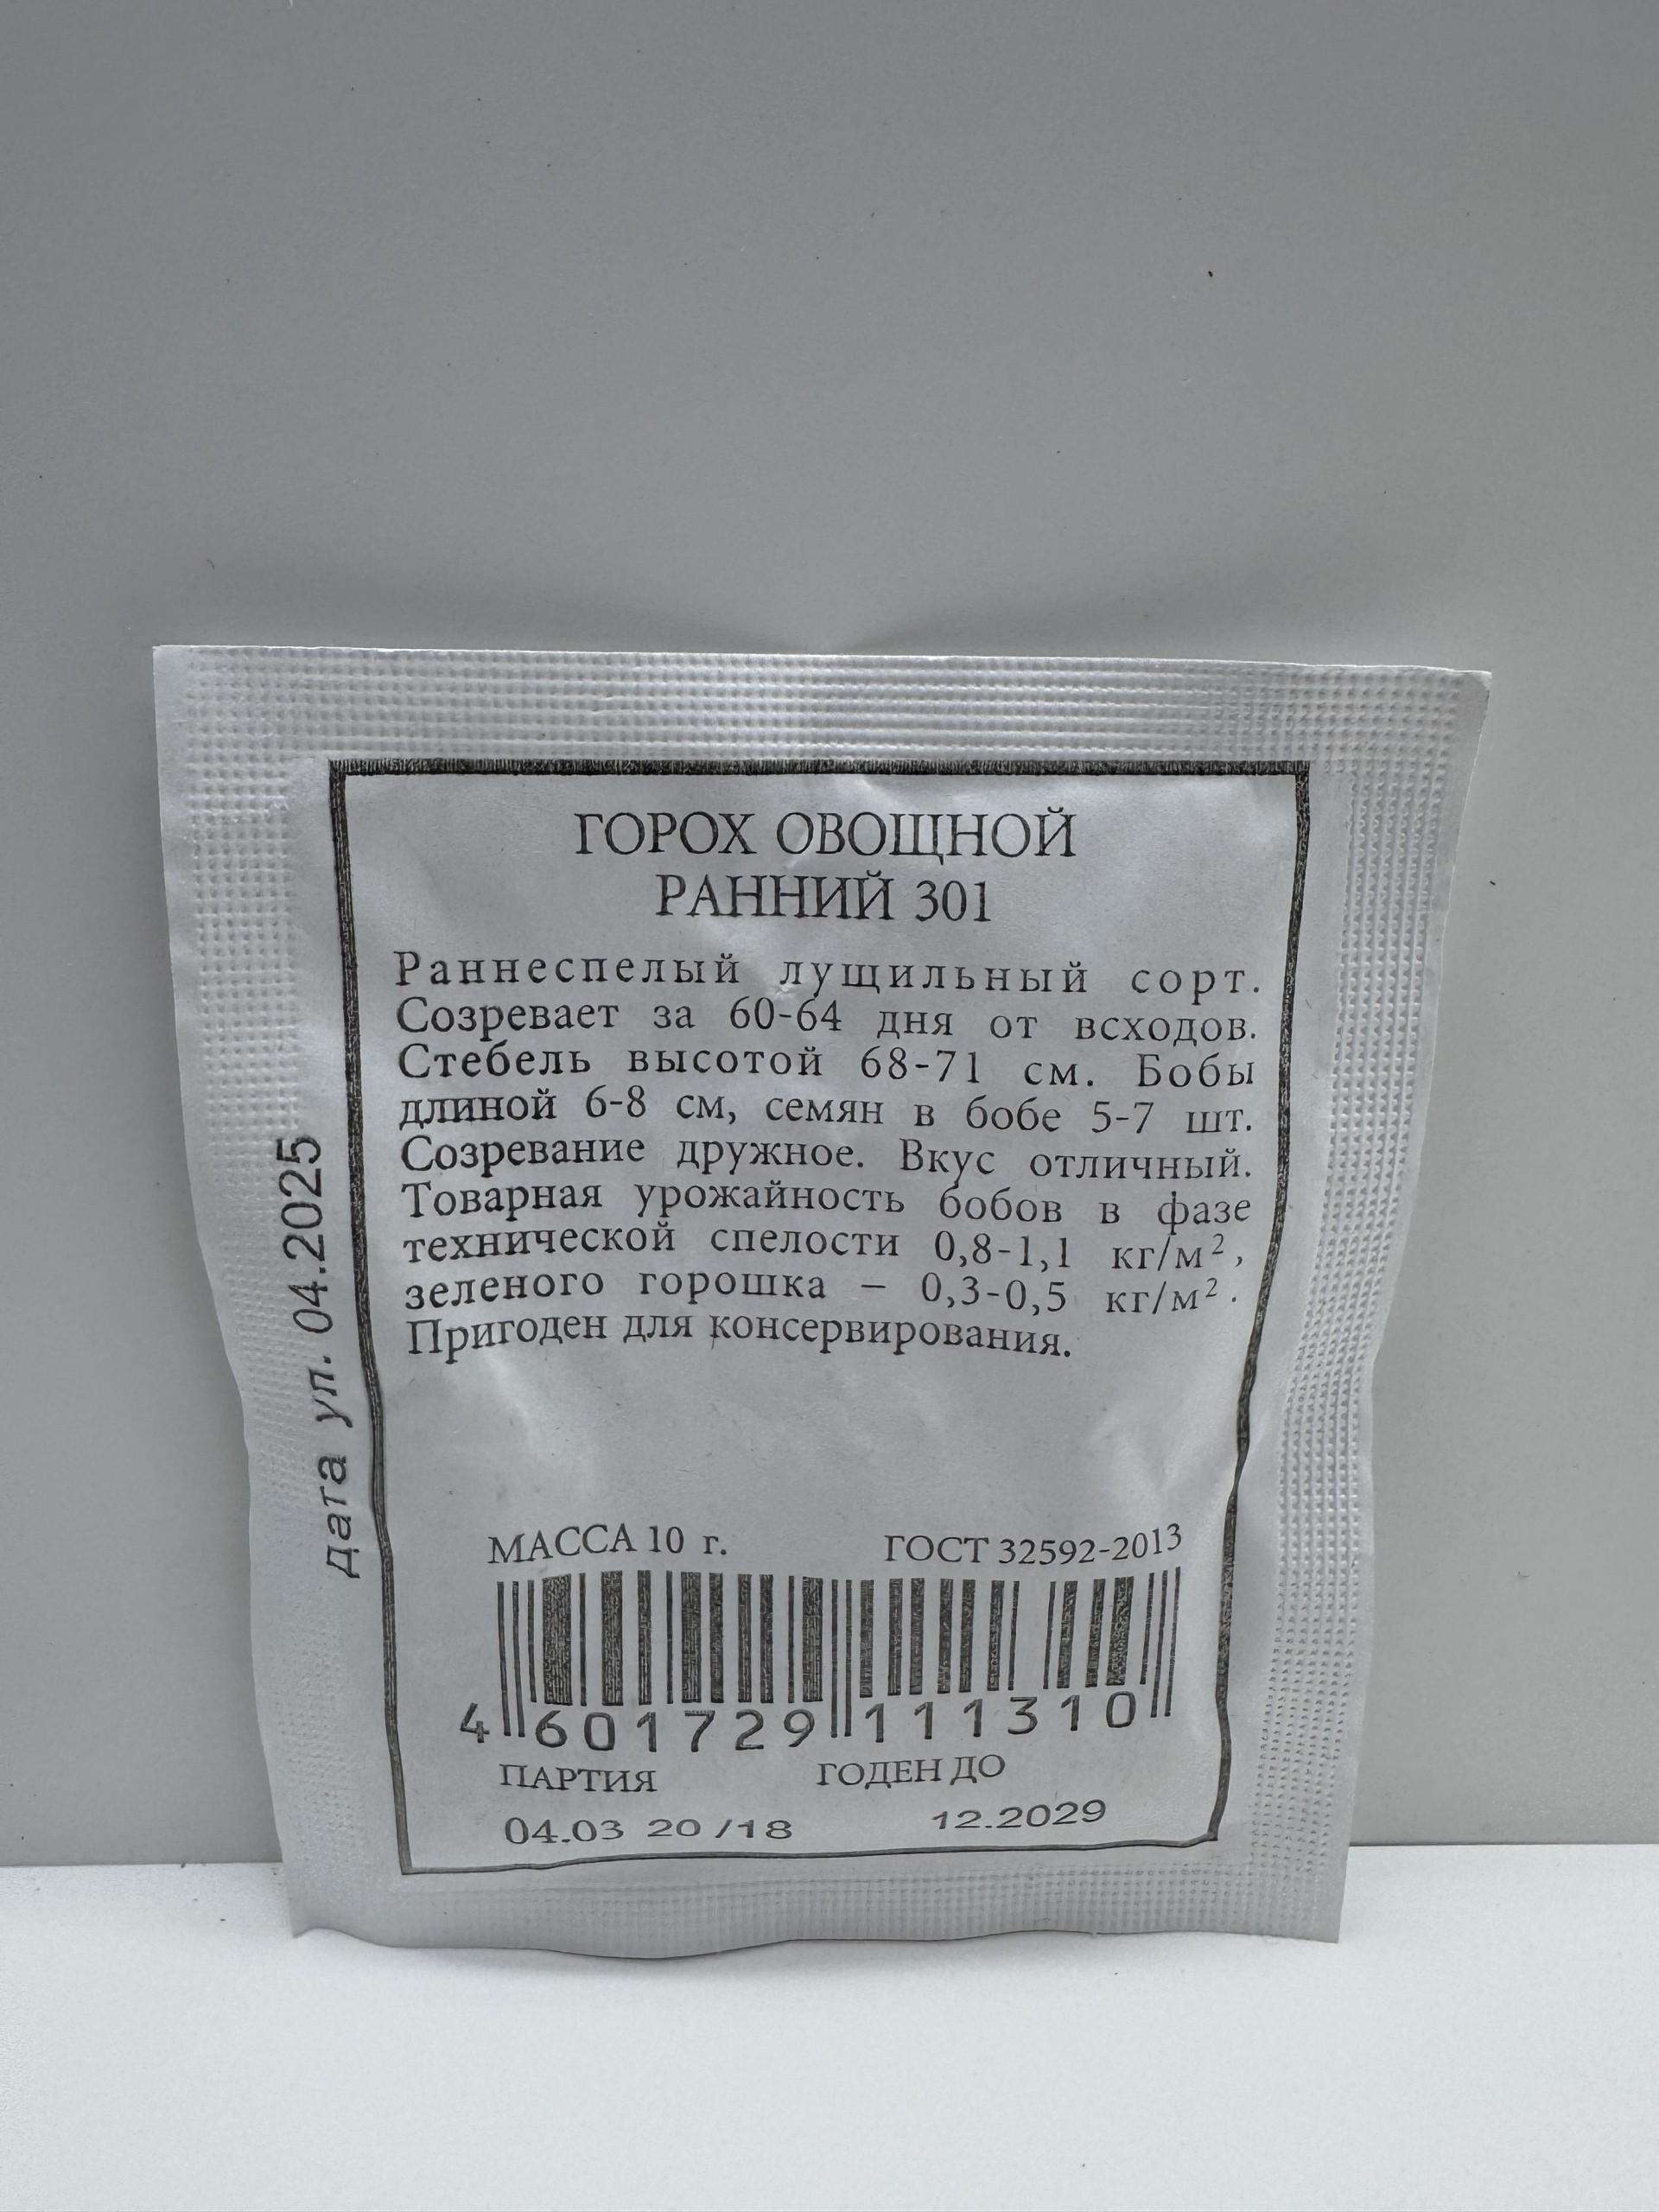 ГОРОХ ОВОЩНОЙ
РАННИЙ 301
Раннеспелый лущильный сорт.
Созревает за 60-64 дня от всходов.
Стебель высотой 68-71 см. Бобы
длиной 6-8 см, семян в бобе 5-7 шт.
Созревание дружное. Вкус отличный.
Товарная урожайность бобов в фазе
технической спелости 0,8-1,1 кг/м²,
зеленого горошка – 0,3-0,5 кг/м².
Пригоден для консервирования.
Дата уп. 04.2025
МАССА 10 г. ГОСТ 32592-2013
4 601729 111310
ПАРТИЯ ГОДЕН ДО
04.03 20 /18 12.2029